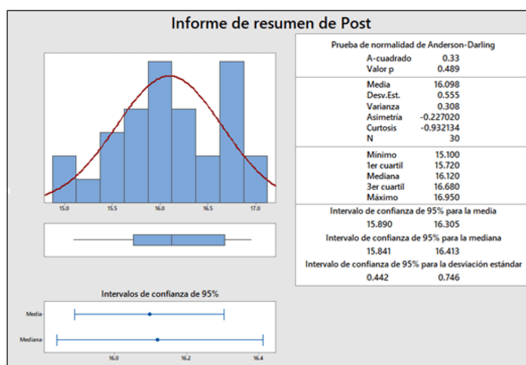 Informe de resumen de Post
Prueba de normalidad de Anderson-Darling
A-cuadrado 0.33
Valor p 0.489
Media 16.098
Desv.Est. 0.555
Varianza 0.308
Asimetría -0.227020
Curtosis -0.932134
N 30
Mínimo 15.100
1er cuartil 15.720
Mediana 16.120
3er cuartil 16.680
Máximo 16.950
Intervalo de confianza de 95% para la media
15.890 16.305
Intervalo de confianza de 95% para la mediana
15.841 16.413
Intervalo de confianza de 95% para la desviación estándar
0.442 0.746
15.0 15.5 16.0 16.5 17.0
Intervalos de confianza de 95%
Media
Mediana
16.0 16.2 16.4